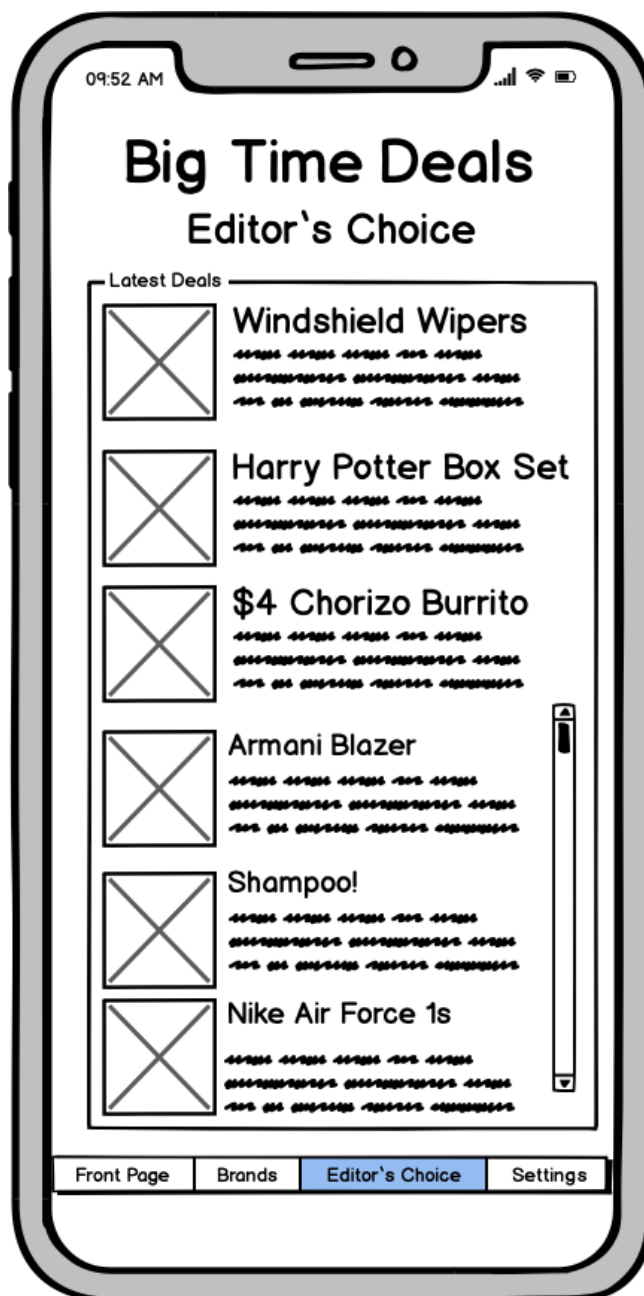 09:52 AM
Big Time Deals
Editor`s Choice
Latest Deals
Windshield Wipers
Harry Potter Box Set
$4 Chorizo Burrito
Armani Blazer
Shampoo!
Nike Air Force 1s
Front Page
Brands
Editor`s Choice
Settings